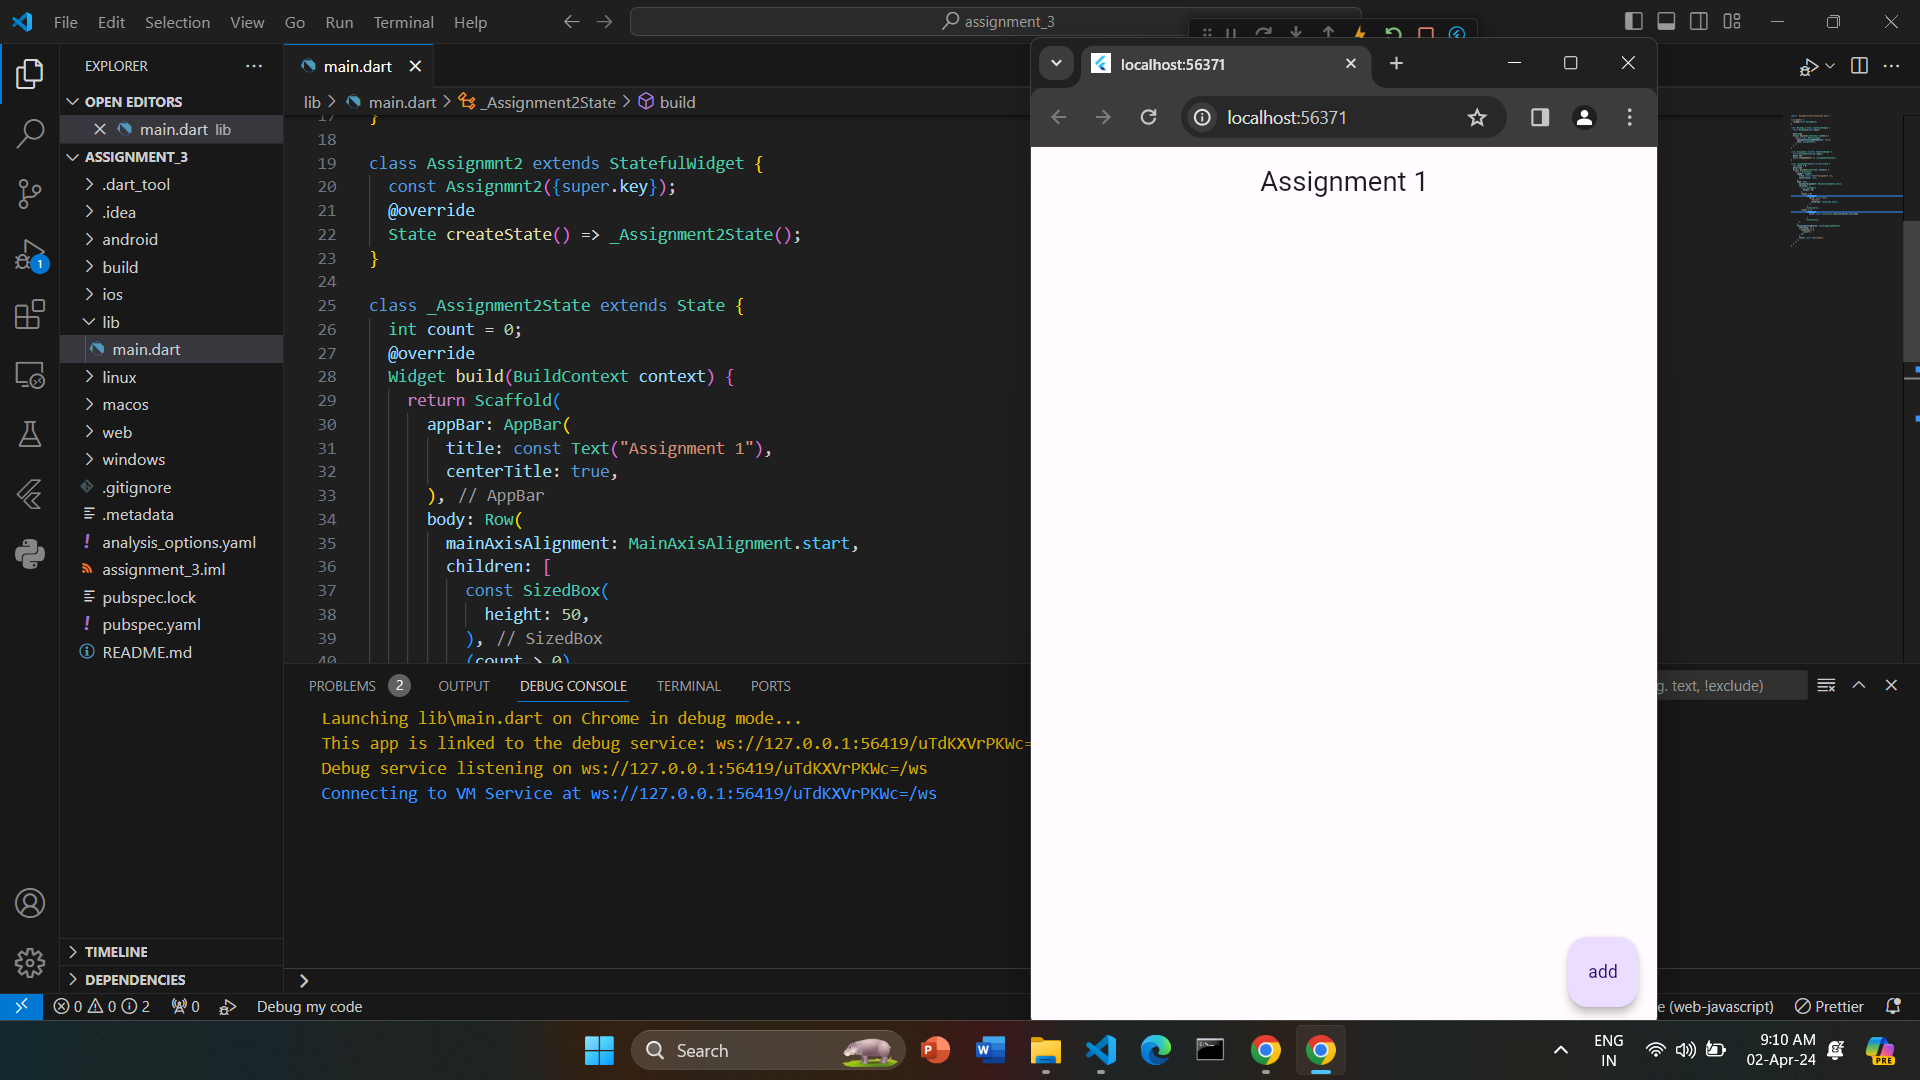 File Edit Selection View Go Run Terminal Help
assignment_3
EXPLORER
OPEN EDITORS
main.dart lib
ASSIGNMENT_3
.dart_tool
.idea
android
build
ios
lib
main.dart
linux
macos
web
windows
.gitignore
.metadata
analysis_options.yaml
assignment_3.iml
pubspec.lock
pubspec.yaml
README.md
TIMELINE
DEPENDENCIES
main.dart
lib > main.dart > _Assignment2State > build
17 }
18
19 class Assignmnt2 extends StatefulWidget {
20 const Assignmnt2({super.key});
21 @override
22 State createState() => _Assignment2State();
23 }
24
25 class _Assignment2State extends State {
26 int count = 0;
27 @override
28 Widget build(BuildContext context) {
29 return Scaffold(
30 appBar: AppBar(
31 title: const Text("Assignment 1"),
32 centerTitle: true,
33 ), // AppBar
34 body: Row(
35 mainAxisAlignment: MainAxisAlignment.start,
36 children: [
37 const SizedBox(
38 height: 50,
39 ), // SizedBox
40 (count > 0)
PROBLEMS 2 OUTPUT DEBUG CONSOLE TERMINAL PORTS
g. text, !exclude)
Launching lib\main.dart on Chrome in debug mode...
This app is linked to the debug service: ws://127.0.0.1:56419/uTdKXVrPKWc=
Debug service listening on ws://127.0.0.1:56419/uTdKXVrPKWc=/ws
Connecting to VM Service at ws://127.0.0.1:56419/uTdKXVrPKWc=/ws
localhost:56371
localhost:56371
Assignment 1
add
1
0 0 2 0 Debug my code
e (web-javascript) Prettier
Search
ENG
IN
9:10 AM
02-Apr-24
PRE